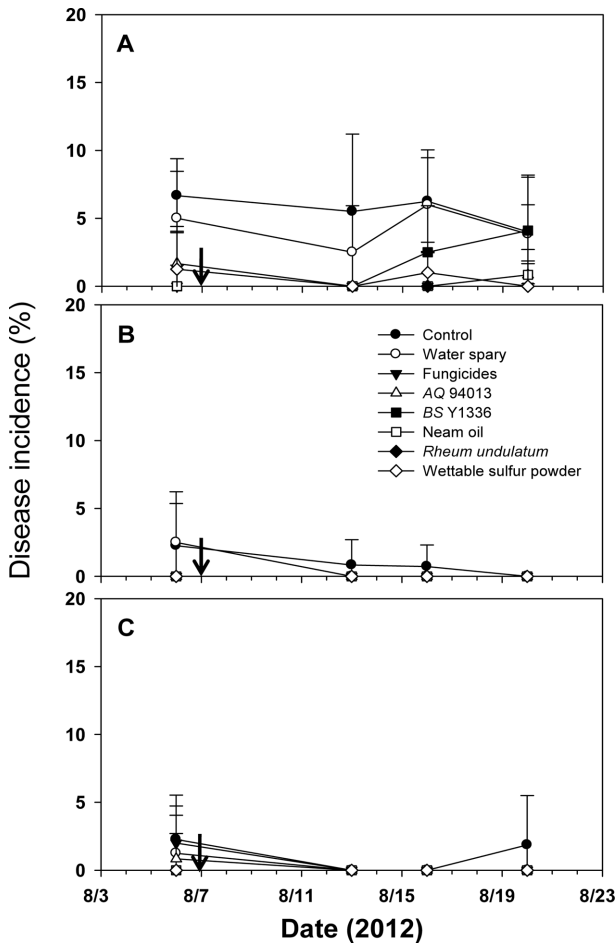 20
A
15
10
5
0
Disease incidence (%)
20
B
Control
Water spary
15
Fungicides
AQ 94013
BS Y1336
10
Neam oil
Rheum undulatum
Wettable sulfur powder
5
0
20
C
15
10
5
0
8/3 8/7 8/11 8/15 8/19 8/23
Date (2012)